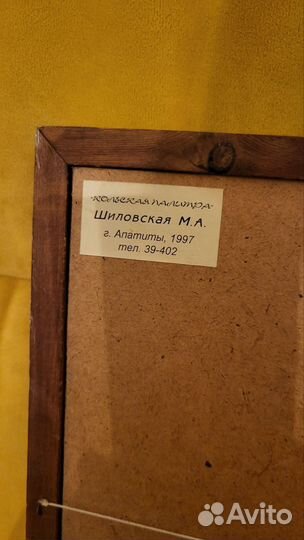 КОЛЬСКАЯ ПАЛИТРА
Шиловская М.А.
г. Апатиты, 1997
тел. 39-402
Avito